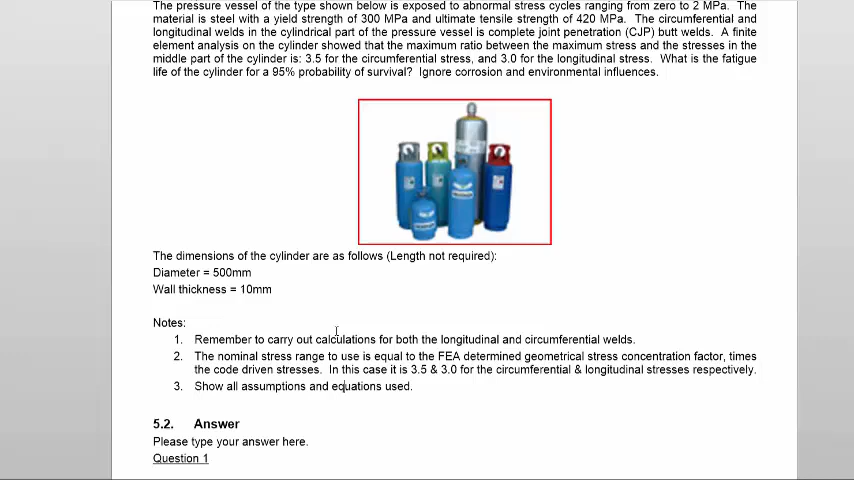 The pressure vessel of the type shown below is exposed to abnormal stress cycles ranging from zero to 2 MPa. The
material is steel with a yield strength of 300 MPa and ultimate tensile strength of 420 MPa. The circumferential and
longitudinal welds in the cylindrical part of the pressure vessel is complete joint penetration (CJP) butt welds. A finite
element analysis on the cylinder showed that the maximum ratio between the maximum stress and the stresses in the
middle part of the cylinder is: 3.5 for the circumferential stress, and 3.0 for the longitudinal stress. What is the fatigue
life of the cylinder for a 95% probability of survival? Ignore corrosion and environmental influences.
The dimensions of the cylinder are as follows (Length not required):
Diameter = 500mm
Wall thickness = 10mm
Notes:
1. Remember to carry out calculations for both the longitudinal and circumferential welds.
2. The nominal stress range to use is equal to the FEA determined geometrical stress concentration factor, times
the code driven stresses. In this case it is 3.5 & 3.0 for the circumferential & longitudinal stresses respectively.
3. Show all assumptions and equations used.
5.2. Answer
Please type your answer here.
Question 1